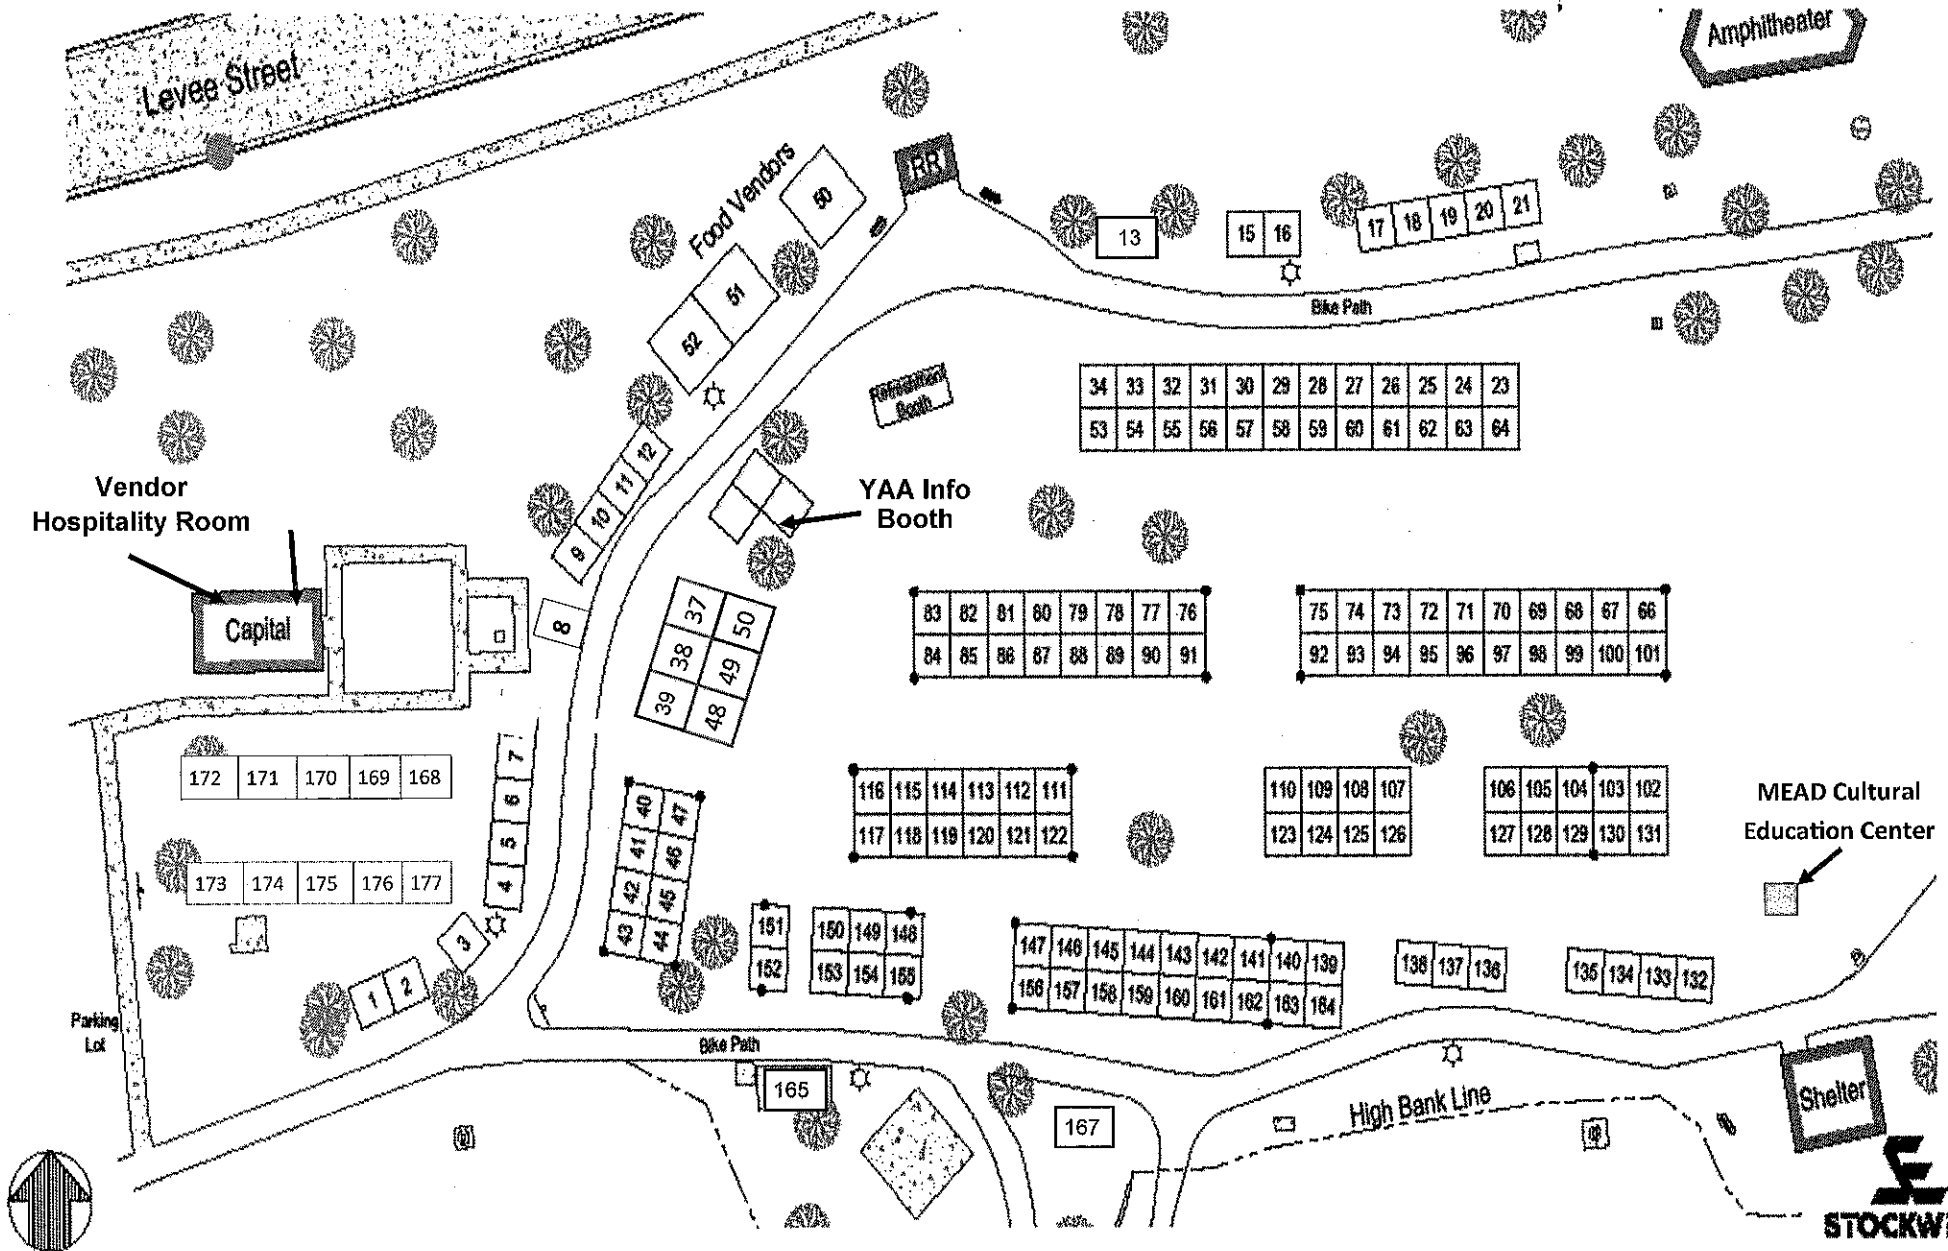 Amphitheater
Levee Street
Food Vendors
50
RR
51
52
13
15 16
17 18 19 20 21
Bike Path
Refreshment
Booth
34 33 32 31 30 29 28 27 26 25 24 23
53 54 55 56 57 58 59 60 61 62 63 64
12
11
10
9
Vendor
Hospitality Room
YAA Info
Booth
Capital
8
37 50
38 49
39 48
83 82 81 80 79 78 77 76
84 85 86 87 88 89 90 91
75 74 73 72 71 70 69 68 67 66
92 93 94 95 96 97 98 99 100 101
172 171 170 169 168
173 174 175 176 177
7
6
5
4
3
1 2
40 47
41 46
42 45
43 44
116 115 114 113 112 111
117 118 119 120 121 122
110 109 108 107
123 124 125 126
106 105 104 103 102
127 128 129 130 131
MEAD Cultural
Education Center
151
152
150 149 148
153 154 155
147 146 145 144 143 142 141 140 139
156 157 158 159 160 161 162 163 164
138 137 136
135 134 133 132
Parking
Lot
Bike Path
165
167
High Bank Line
Shelter
STOCKW